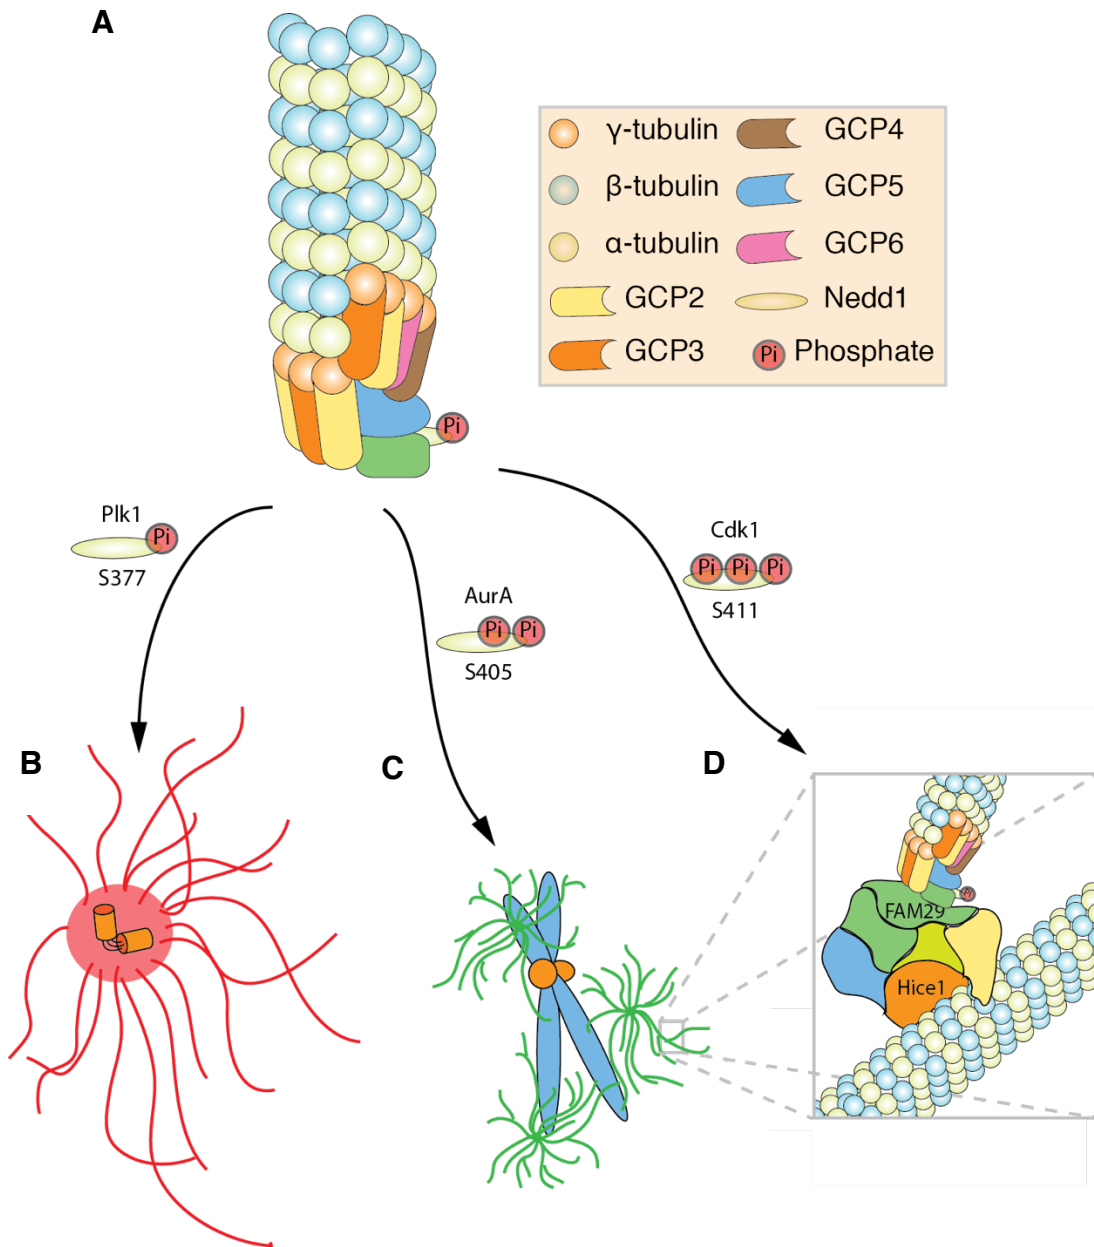 A
γ-tubulin GCP4
β-tubulin GCP5
α-tubulin GCP6
GCP2 Nedd1
GCP3 Pi Phosphate
Pi
Plk1
Pi
S377
Cdk1
Pi Pi Pi
S411
AurA
Pi Pi
S405
B
C
D
FAM29
Pi
Hice1